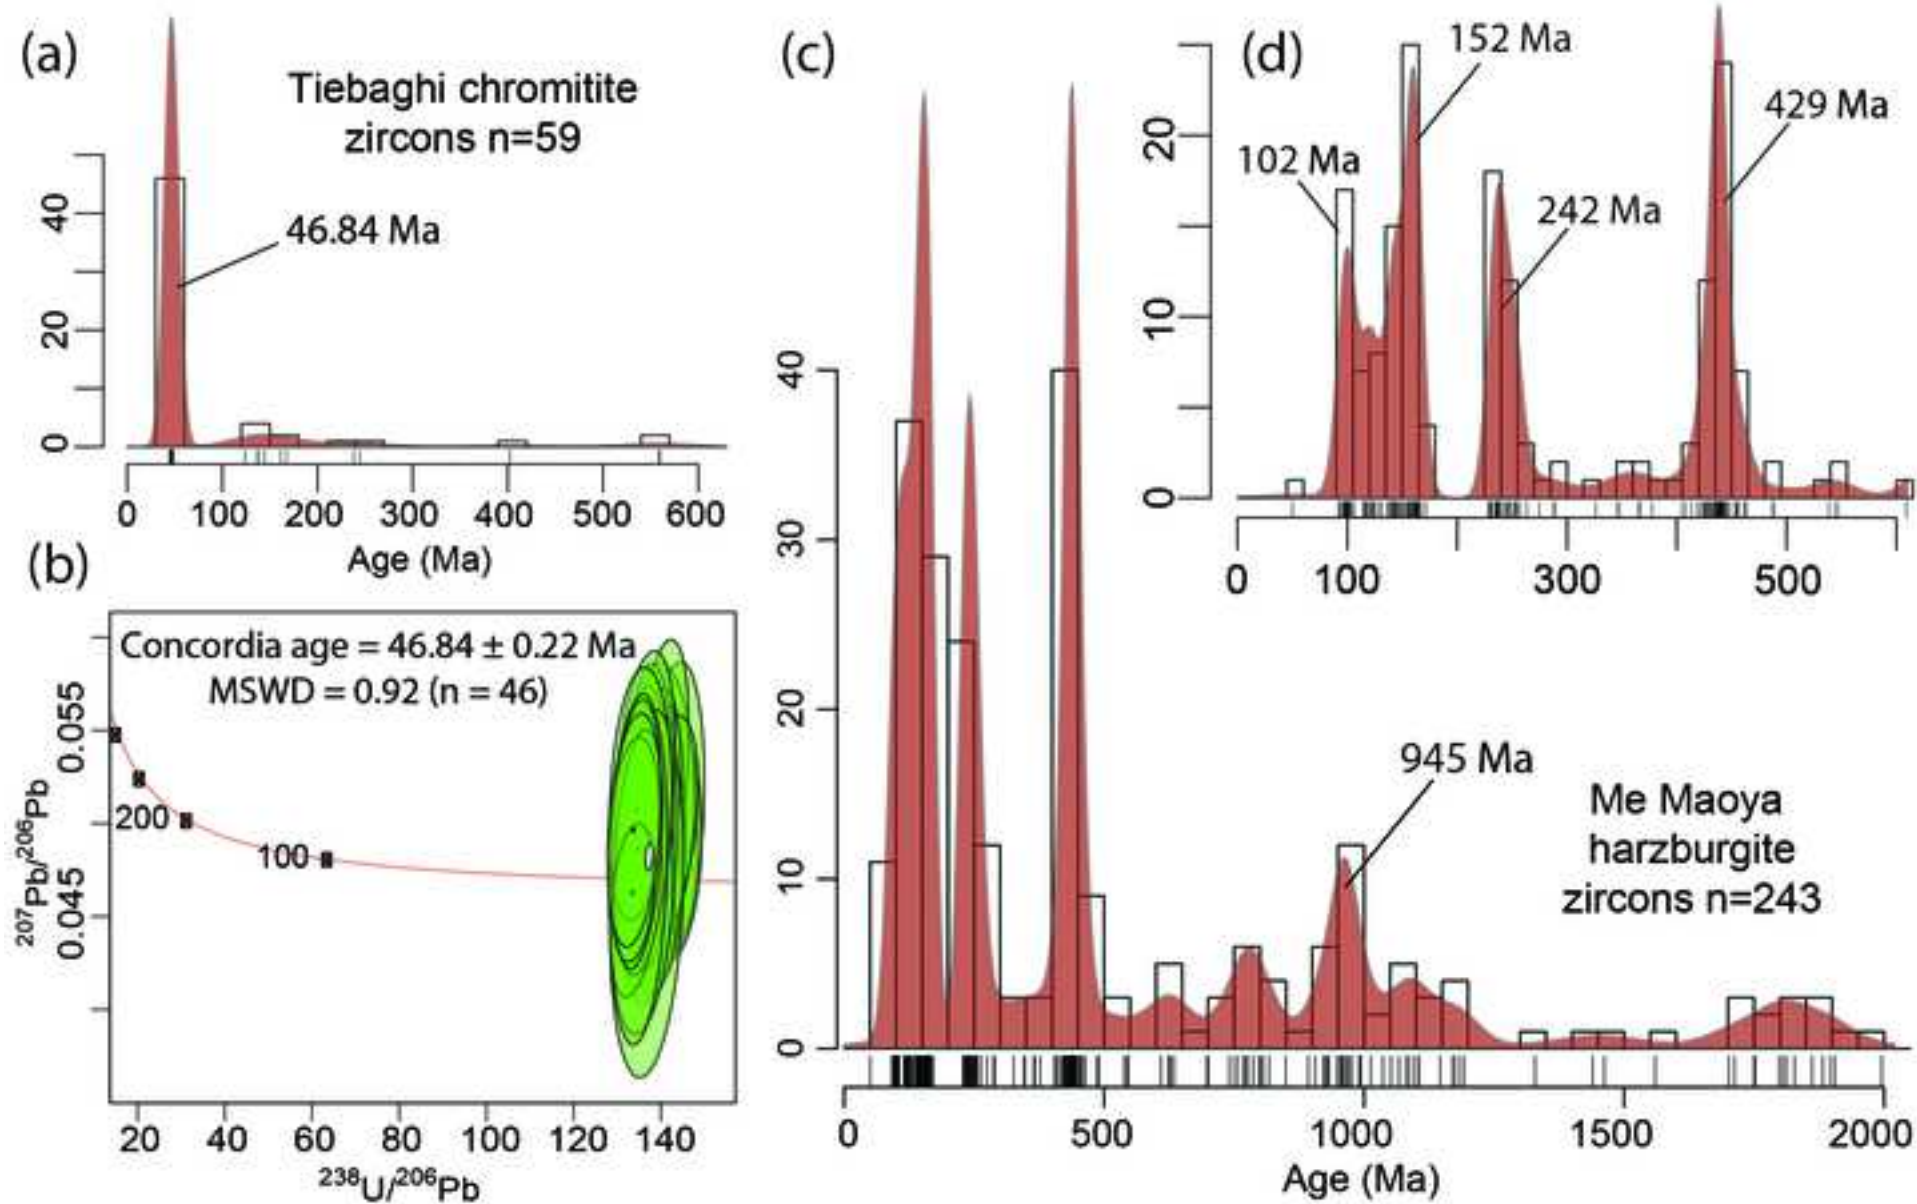 (a)
Tiebaghi chromitite
zircons n=59
46.84 Ma
40
20
0
0 100 200 300 400 500 600
Age (Ma)
(b)
Concordia age = 46.84 ± 0.22 Ma
MSWD = 0.92 (n = 46)
0.055
0.045
207Pb/206Pb
200
100
20 40 60 80 100 120 140
238U/206Pb
(c)
40
30
20
10
0
945 Ma
Me Maoya
harzburgite
zircons n=243
0 500 1000 1500 2000
Age (Ma)
(d)
152 Ma
429 Ma
102 Ma
242 Ma
20
10
0
0 100 300 500